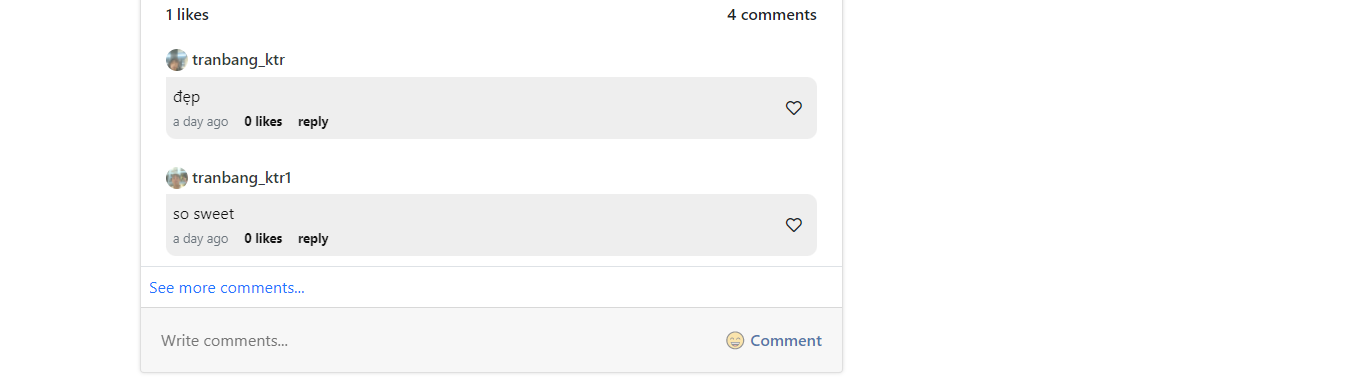 1 likes 4 comments
tranbang_ktr
đẹp
a day ago 0 likes reply
tranbang_ktr1
so sweet
a day ago 0 likes reply
See more comments...
Write comments... Comment